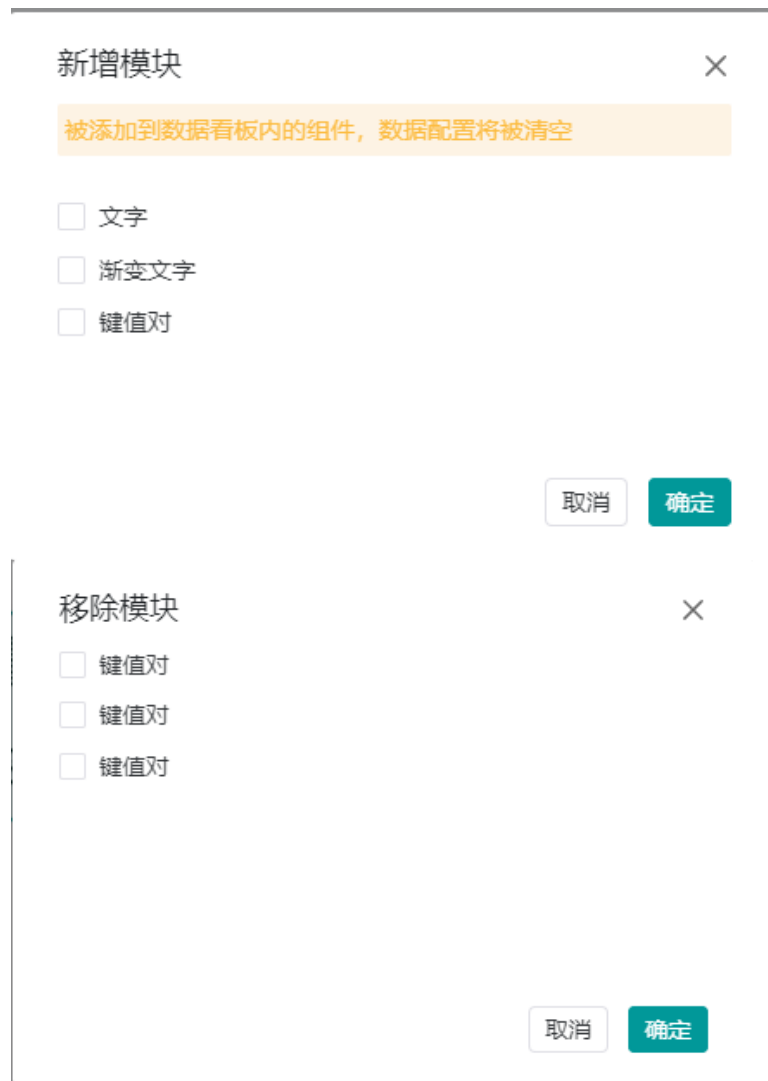 新增模块
被添加到数据看板内的组件，数据配置将被清空
文字
渐变文字
键值对
取消 确定
移除模块
键值对
键值对
键值对
取消 确定